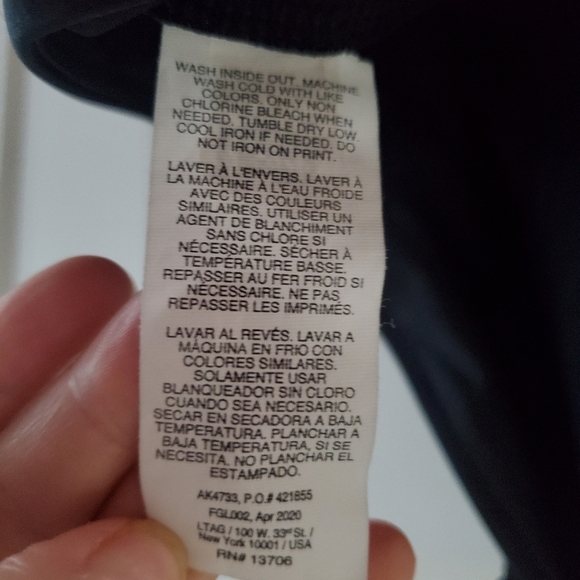 WASH INSIDE OUT. MACHINE
WASH COLD WITH LIKE
COLORS. ONLY NON
CHLORINE BLEACH WHEN
NEEDED. TUMBLE DRY LOW.
COOL IRON IF NEEDED. DO
NOT IRON ON PRINT.
LAVER À L'ENVERS. LAVER À
LA MACHINE À L'EAU FROIDE
AVEC DES COULEURS
SIMILAIRES. UTILISER UN
AGENT DE BLANCHIMENT
SANS CHLORE SI
NÉCESSAIRE. SÉCHER À
TEMPÉRATURE BASSE.
REPASSER AU FER FROID SI
NÉCESSAIRE. NE PAS
REPASSER LES IMPRIMÉS.
LAVAR AL REVÉS. LAVAR A
MÁQUINA EN FRIO CON
COLORES SIMILARES.
SOLAMENTE USAR
BLANQUEADOR SIN CLORO
CUANDO SEA NECESARIO.
SECAR EN SECADORA A BAJA
TEMPERATURA. PLANCHAR A
BAJA TEMPERATURA, SI SE
NECESITA. NO PLANCHAR EL
ESTAMPADO.
AK4733, P.O.# 421855
FGL002, Apr 2020
LTAG / 100 W. 33rd St. /
New York 10001 / USA
RN# 13706